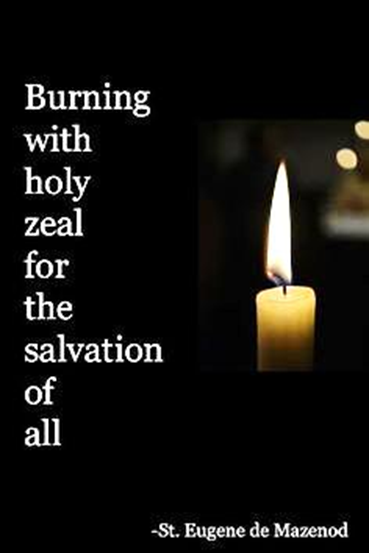 Burning
with
holy
zeal
for
the
salvation
of
all
-St. Eugene de Mazenod